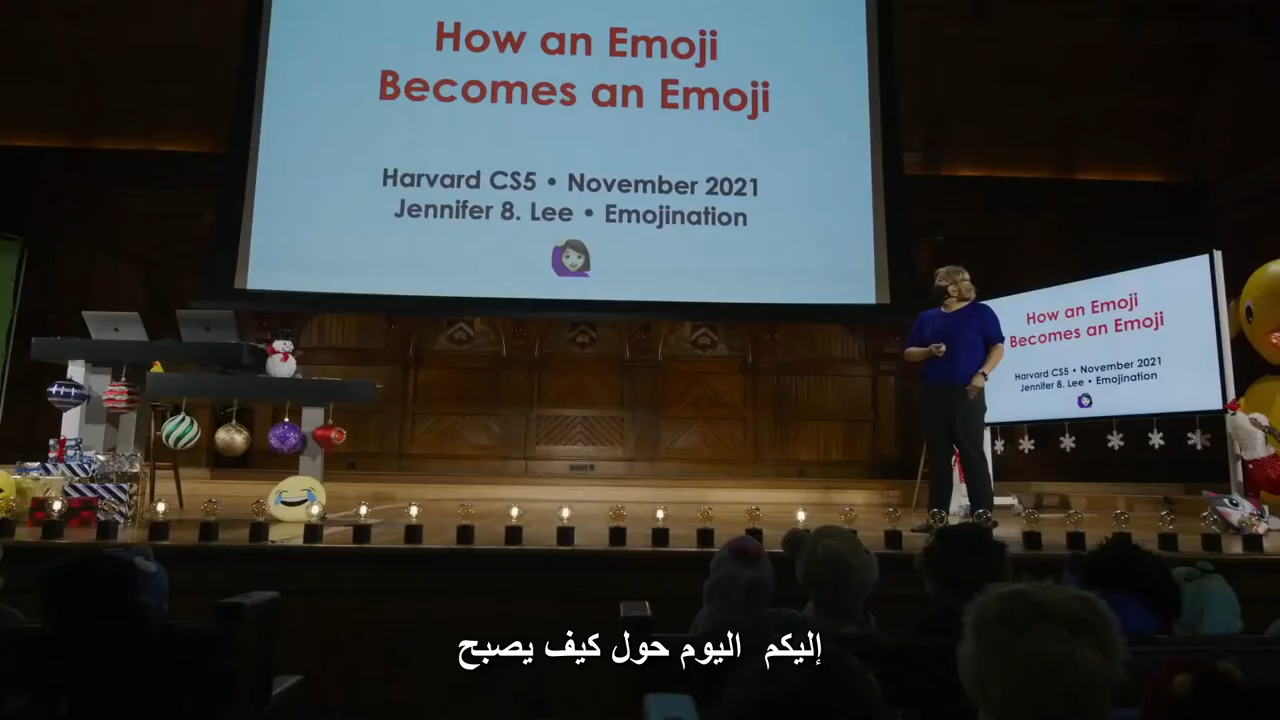 How an Emoji
Becomes an Emoji
Harvard CS5 • November 2021
Jennifer 8. Lee • Emojination
How an Emoji
Becomes an Emoji
Harvard CS5 • November 2021
Jennifer 8. Lee • Emojination
إليكم اليوم حول كيف يصبح